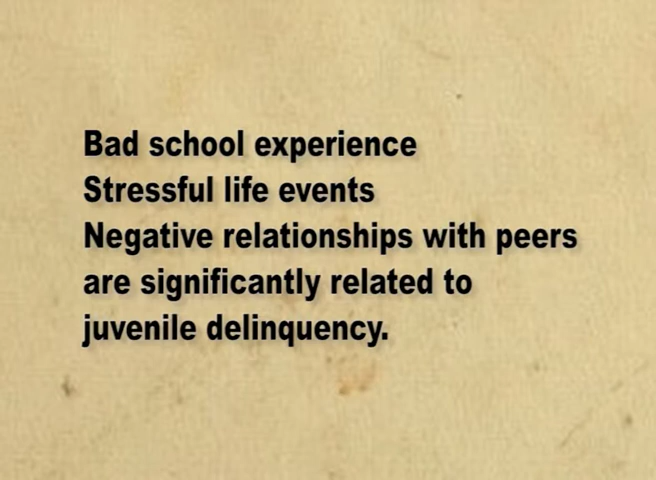 Bad school experience
Stressful life events
Negative relationships with peers
are significantly related to
juvenile delinquency.